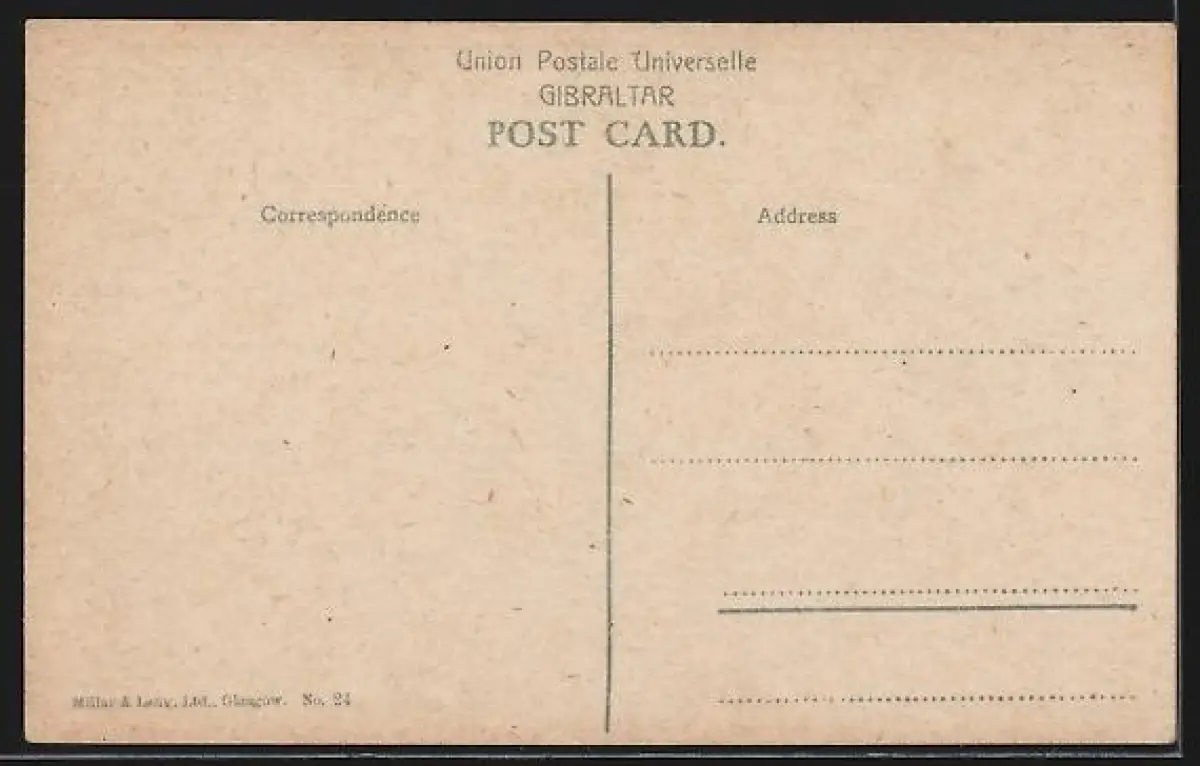 Union Postale Universelle
GIBRALTAR
POST CARD.
Correspondence
Address
Millar & Lang, Ltd., Glasgow. No. 24